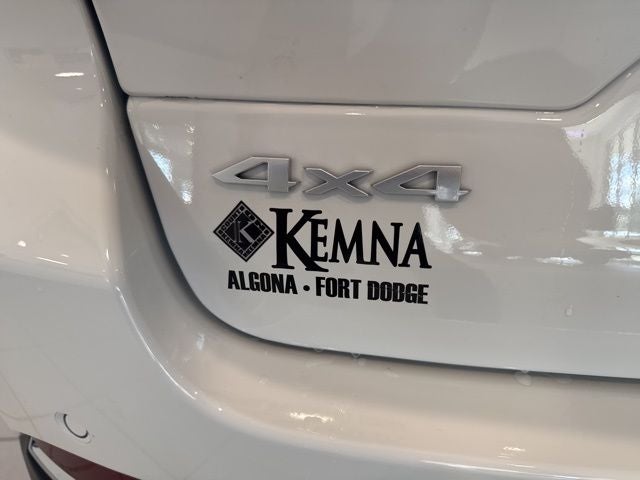 4x4
K KEMNA
ALGONA • FORT DODGE